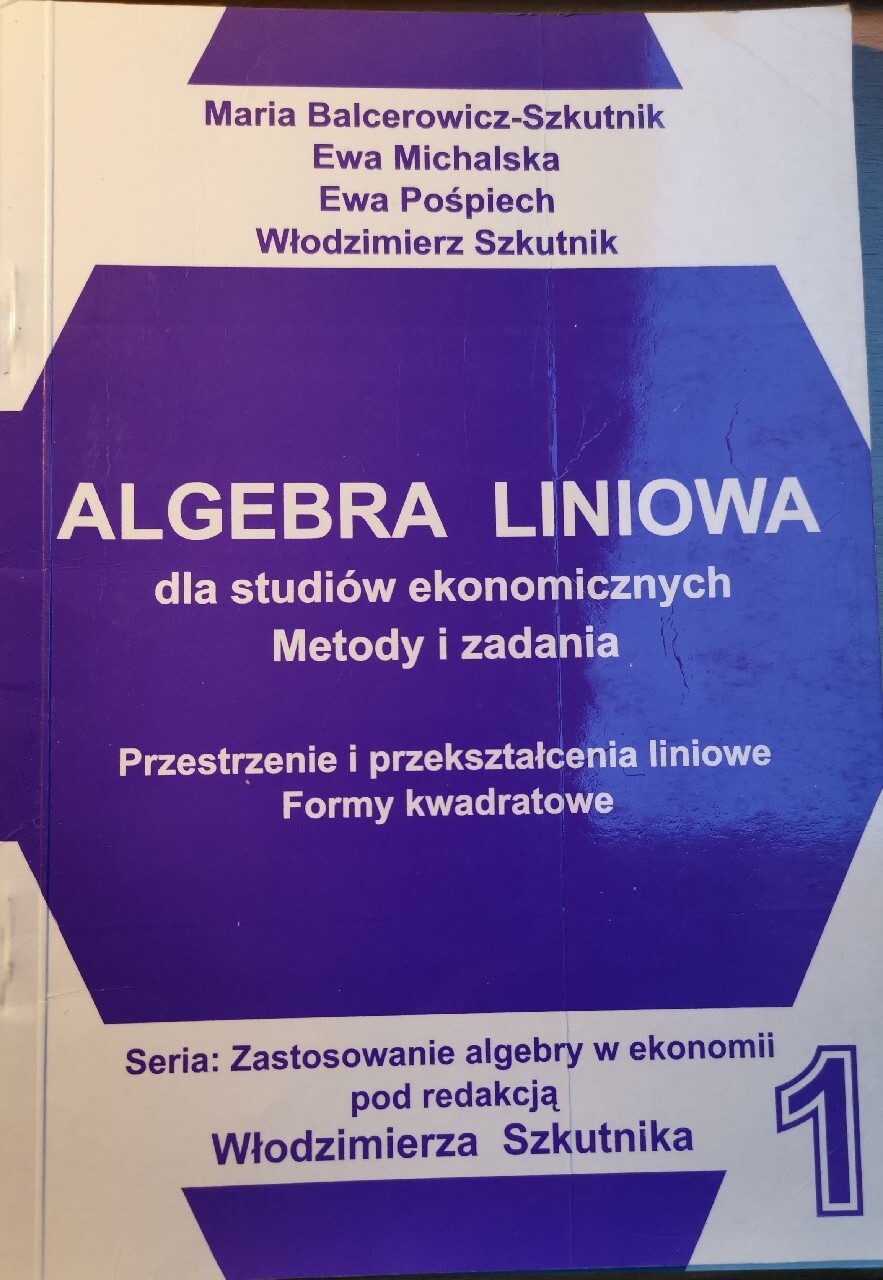 Maria Balcerowicz-Szkutnik
Ewa Michalska
Ewa Pośpiech
Włodzimierz Szkutnik
ALGEBRA LINIOWA
dla studiów ekonomicznych
Metody i zadania
Przestrzenie i przekształcenia liniowe
Formy kwadratowe
Seria: Zastosowanie algebry w ekonomii
pod redakcją
Włodzimierza Szkutnika
1